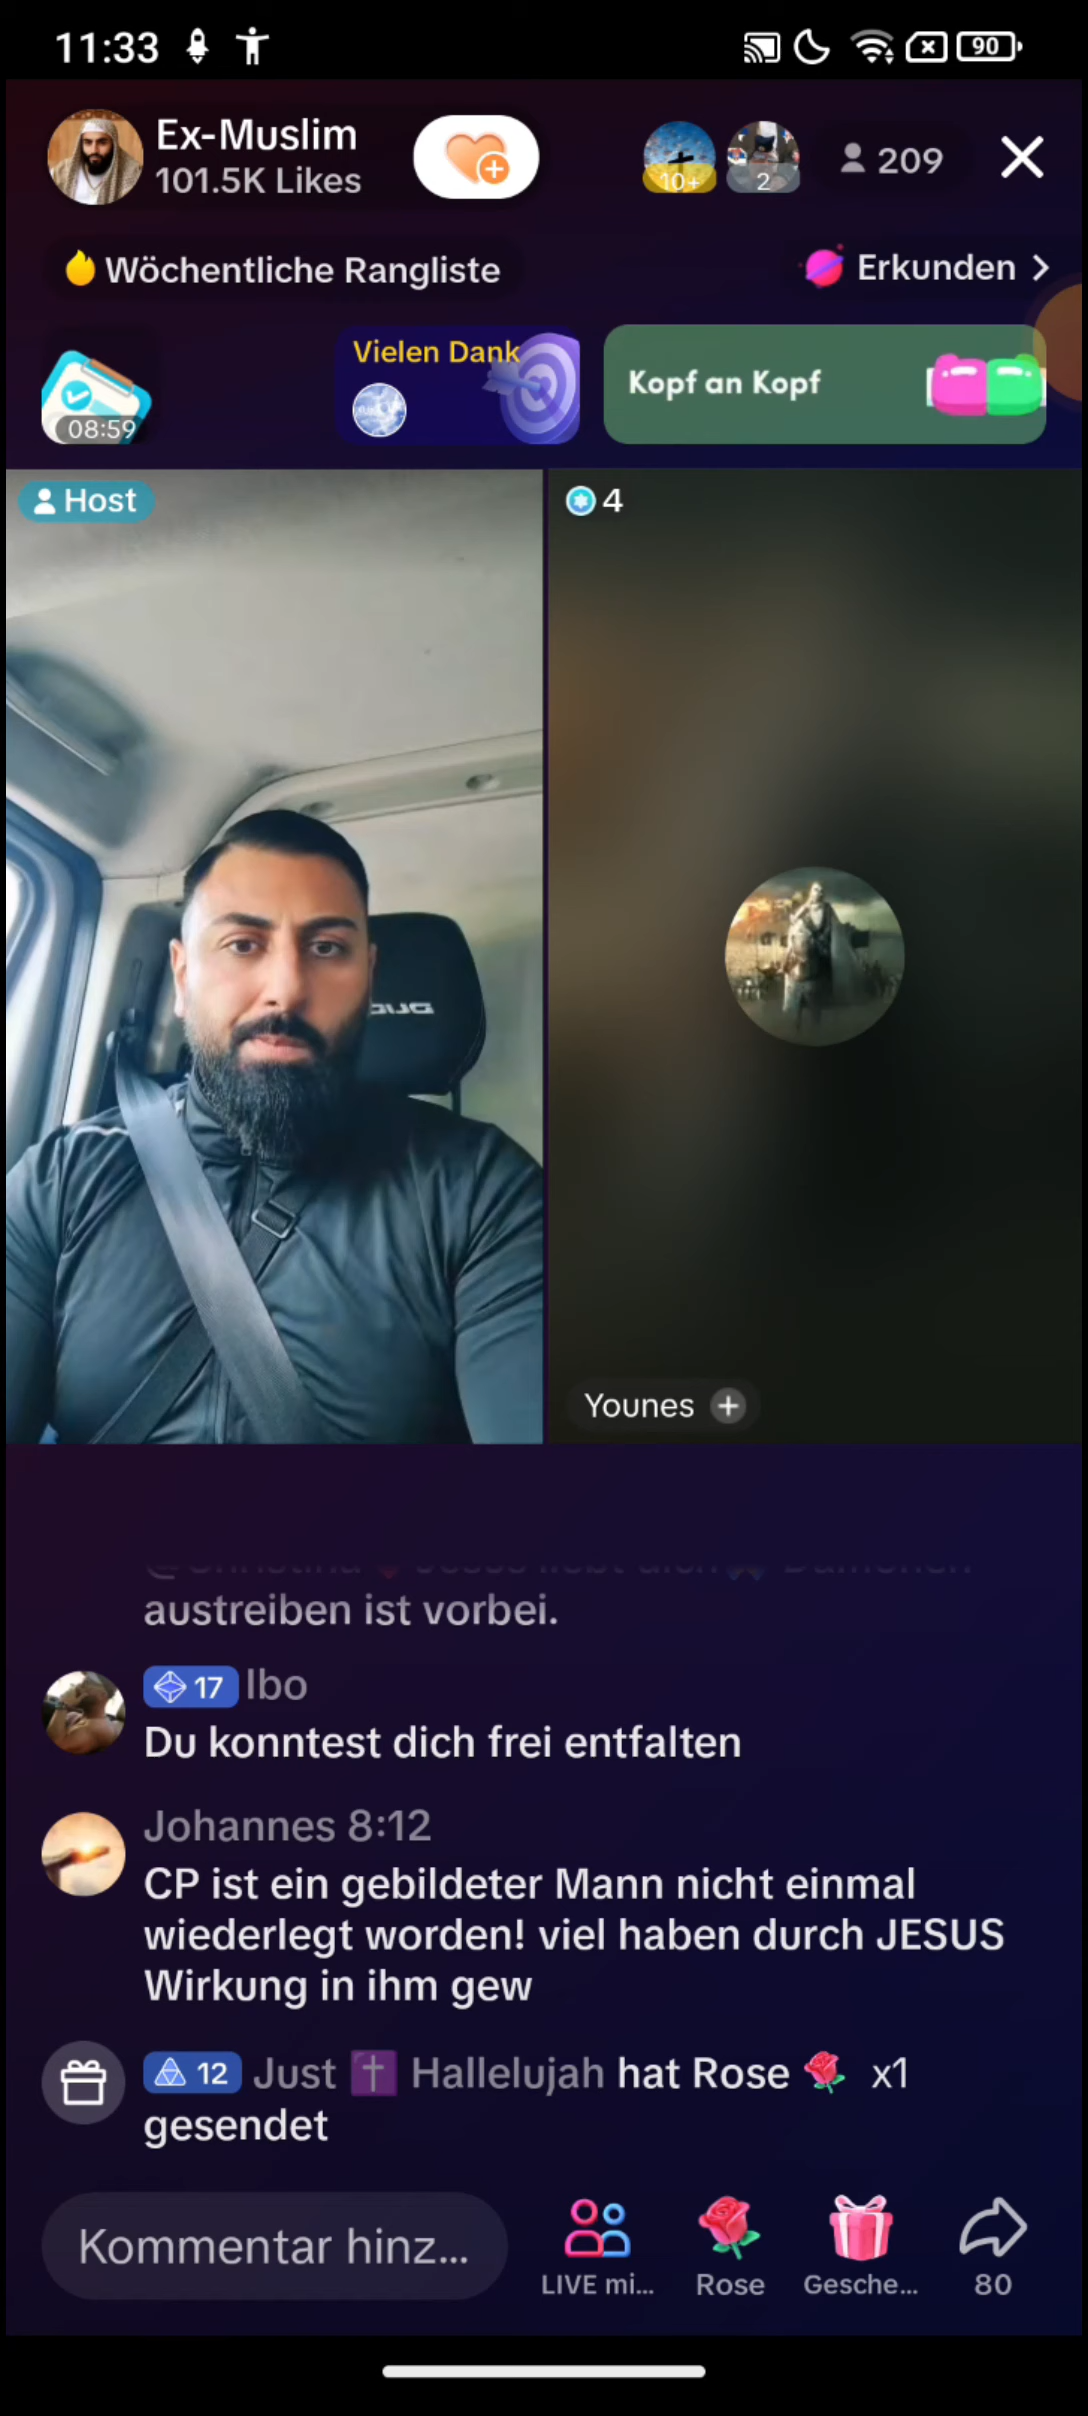 11:33
90
Ex-Muslim
101.5K Likes
10+
2
209
Wöchentliche Rangliste
Erkunden
08:59
Vielen Dank
Kopf an Kopf
Host
4
Younes
austreiben ist vorbei.
17 Ibo
Du konntest dich frei entfalten
Johannes 8:12
CP ist ein gebildeter Mann nicht einmal
wiederlegt worden! viel haben durch JESUS
Wirkung in ihm gew
12 Just ✝️ Hallelujah hat Rose 🌹 x1
gesendet
Kommentar hinz...
LIVE mi...
Rose
Gesche...
80